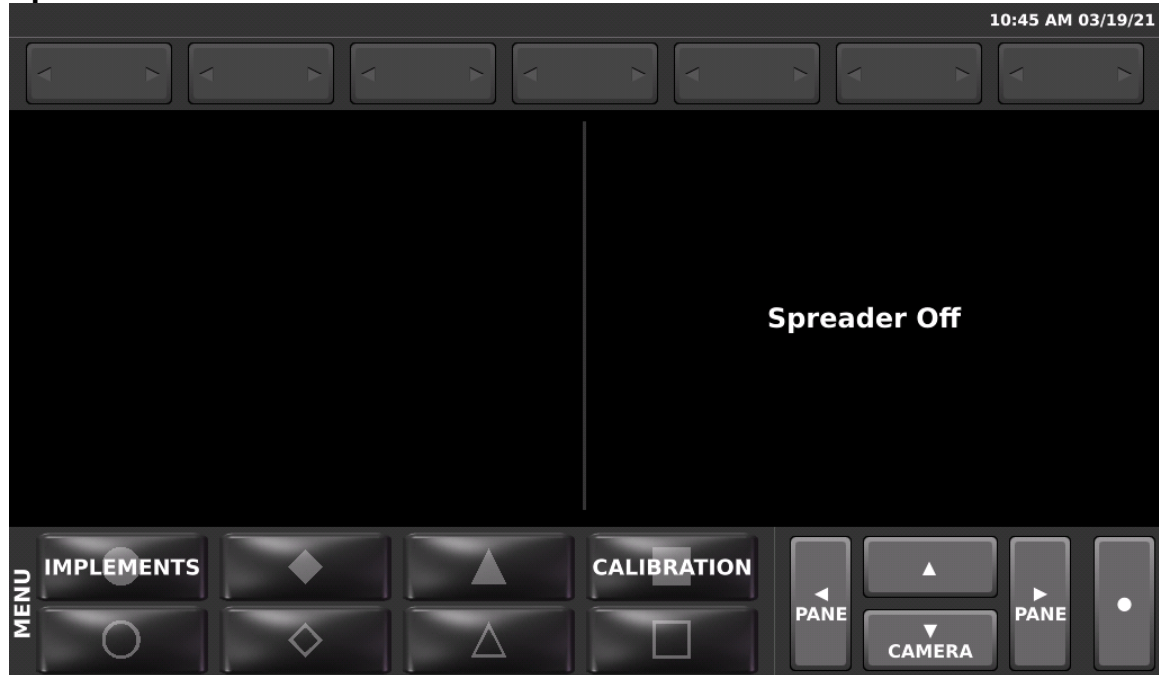 10:45 AM 03/19/21
Spreader Off
MENU
IMPLEMENTS
CALIBRATION
PANE
CAMERA
PANE